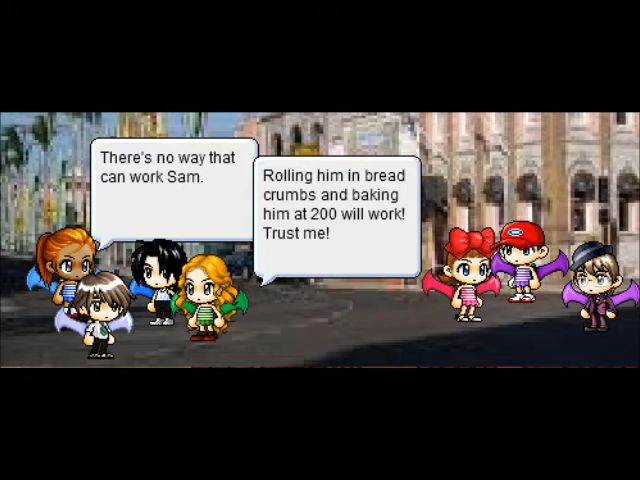 There's no way that
can work Sam.
Rolling him in bread
crumbs and baking
him at 200 will work!
Trust me!